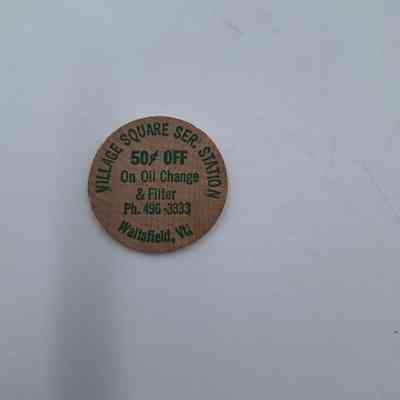 VILLAGE SQUARE SER. STATION
50¢ OFF
On Oil Change
& Filter
Ph. 496-3333
Waitsfield, Vt.